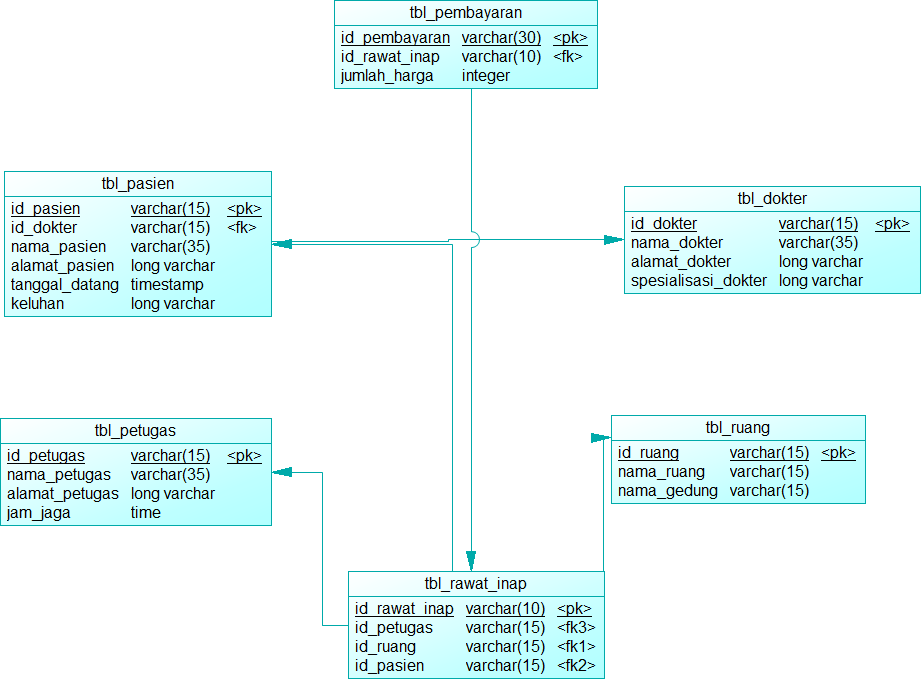 tbl_pembayaran
id_pembayaran varchar(30) <pk>
id_rawat_inap varchar(10) <fk>
jumlah_harga integer
tbl_pasien
id_pasien varchar(15) <pk>
id_dokter varchar(15) <fk>
nama_pasien varchar(35)
alamat_pasien long varchar
tanggal_datang timestamp
keluhan long varchar
tbl_dokter
id_dokter varchar(15) <pk>
nama_dokter varchar(35)
alamat_dokter long varchar
spesialisasi_dokter long varchar
tbl_petugas
id_petugas varchar(15) <pk>
nama_petugas varchar(35)
alamat_petugas long varchar
jam_jaga time
tbl_ruang
id_ruang varchar(15) <pk>
nama_ruang varchar(15)
nama_gedung varchar(15)
tbl_rawat_inap
id_rawat_inap varchar(10) <pk>
id_petugas varchar(15) <fk3>
id_ruang varchar(15) <fk1>
id_pasien varchar(15) <fk2>